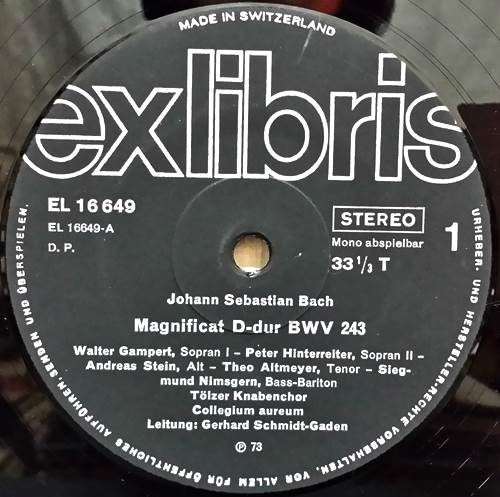 MADE IN SWITZERLAND
exlibris
EL 16 649
EL 16649-A
D. P.
STEREO
Mono abspielbar
33 1/3 T
1
Johann Sebastian Bach
Magnificat D-dur BWV 243
Walter Gampert, Sopran I – Peter Hinterreiter, Sopran II –
Andreas Stein, Alt – Theo Altmeyer, Tenor – Sieg-
mund Nimsgern, Bass-Bariton
Tölzer Knabenchor
Collegium aureum
Leitung: Gerhard Schmidt-Gaden
℗ 73
URHEBER- UND HERSTELLER-RECHTE VORBEHALTEN, VOR ALLEM FÜR ÖFFENTLICHES AUFFÜHREN, SENDEN UND ÜBERSPIELEN.